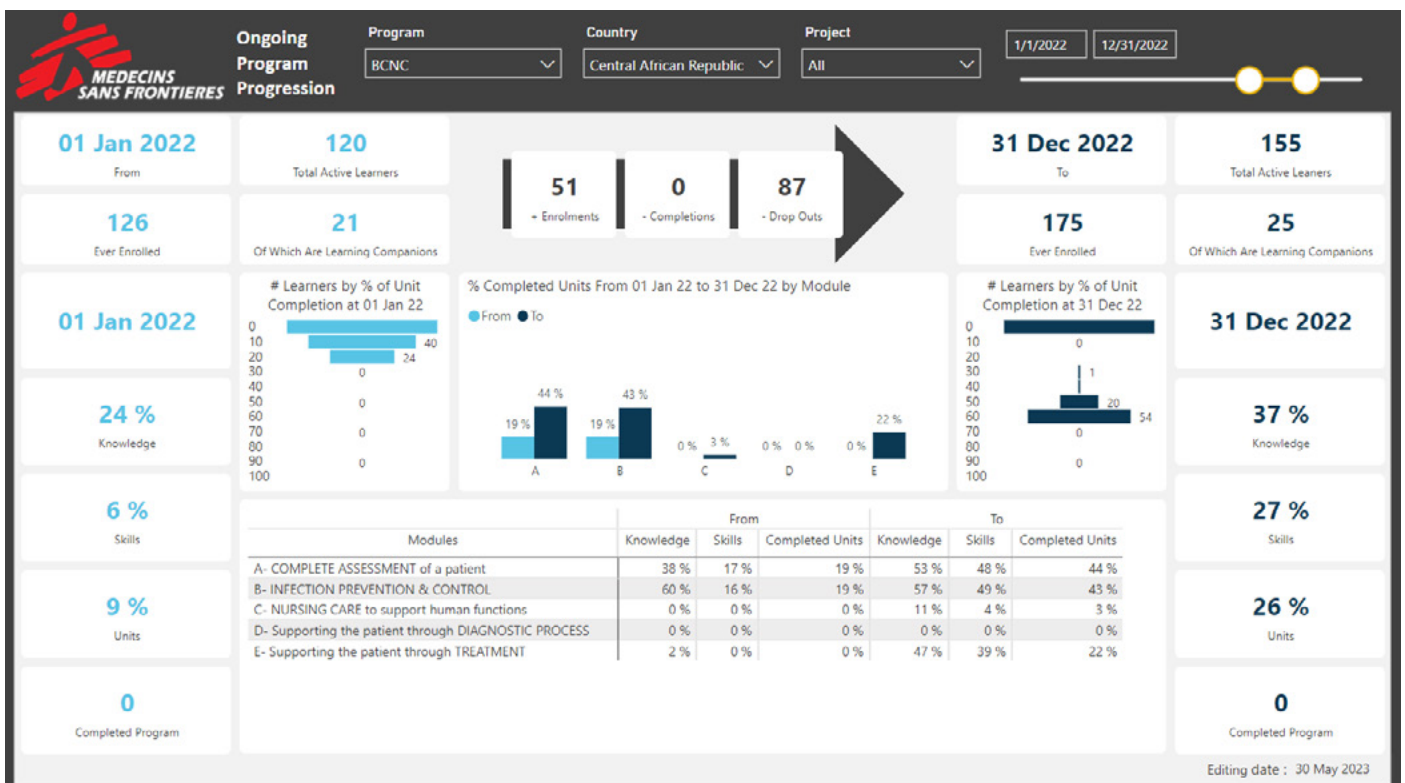 MEDECINS
SANS FRONTIERES
Ongoing
Program
Progression
Program
BCNC
Country
Central African Republic
Project
All
1/1/2022
12/31/2022
01 Jan 2022
From
120
Total Active Learners
126
Ever Enrolled
21
Of Which Are Learning Companions
51
+ Enrolments
0
- Completions
87
- Drop Outs
31 Dec 2022
To
155
Total Active Leaners
175
Ever Enrolled
25
Of Which Are Learning Companions
01 Jan 2022
24 %
Knowledge
6 %
Skills
9 %
Units
0
Completed Program
# Learners by % of Unit
Completion at 01 Jan 22
0
10 40
20 24
30 0
40
50 0
60
70 0
80
90 0
100
% Completed Units From 01 Jan 22 to 31 Dec 22 by Module
From To
19 % 44 % 19 % 43 % 0 % 3 % 0 % 0 % 0 % 22 %
A B C D E
# Learners by % of Unit
Completion at 31 Dec 22
0
10 0
20
30 1
40
50 20
60 54
70 0
80
90 0
100
31 Dec 2022
37 %
Knowledge
27 %
Skills
26 %
Units
0
Completed Program
From To
Modules Knowledge Skills Completed Units Knowledge Skills Completed Units
A- COMPLETE ASSESSMENT of a patient 38 % 17 % 19 % 53 % 48 % 44 %
B- INFECTION PREVENTION & CONTROL 60 % 16 % 19 % 57 % 49 % 43 %
C- NURSING CARE to support human functions 0 % 0 % 0 % 11 % 4 % 3 %
D- Supporting the patient through DIAGNOSTIC PROCESS 0 % 0 % 0 % 0 % 0 % 0 %
E- Supporting the patient through TREATMENT 2 % 0 % 0 % 47 % 39 % 22 %
Editing date : 30 May 2023